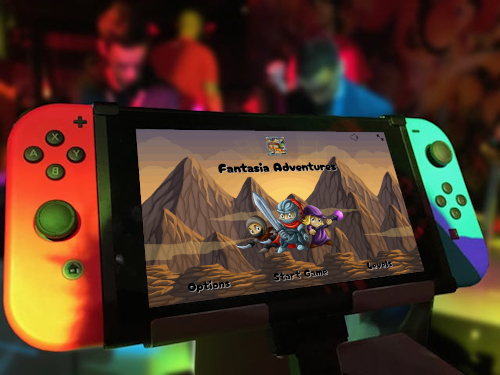 Fantasia Adventures
Options
Start Game
Levels
X
Y
A
B